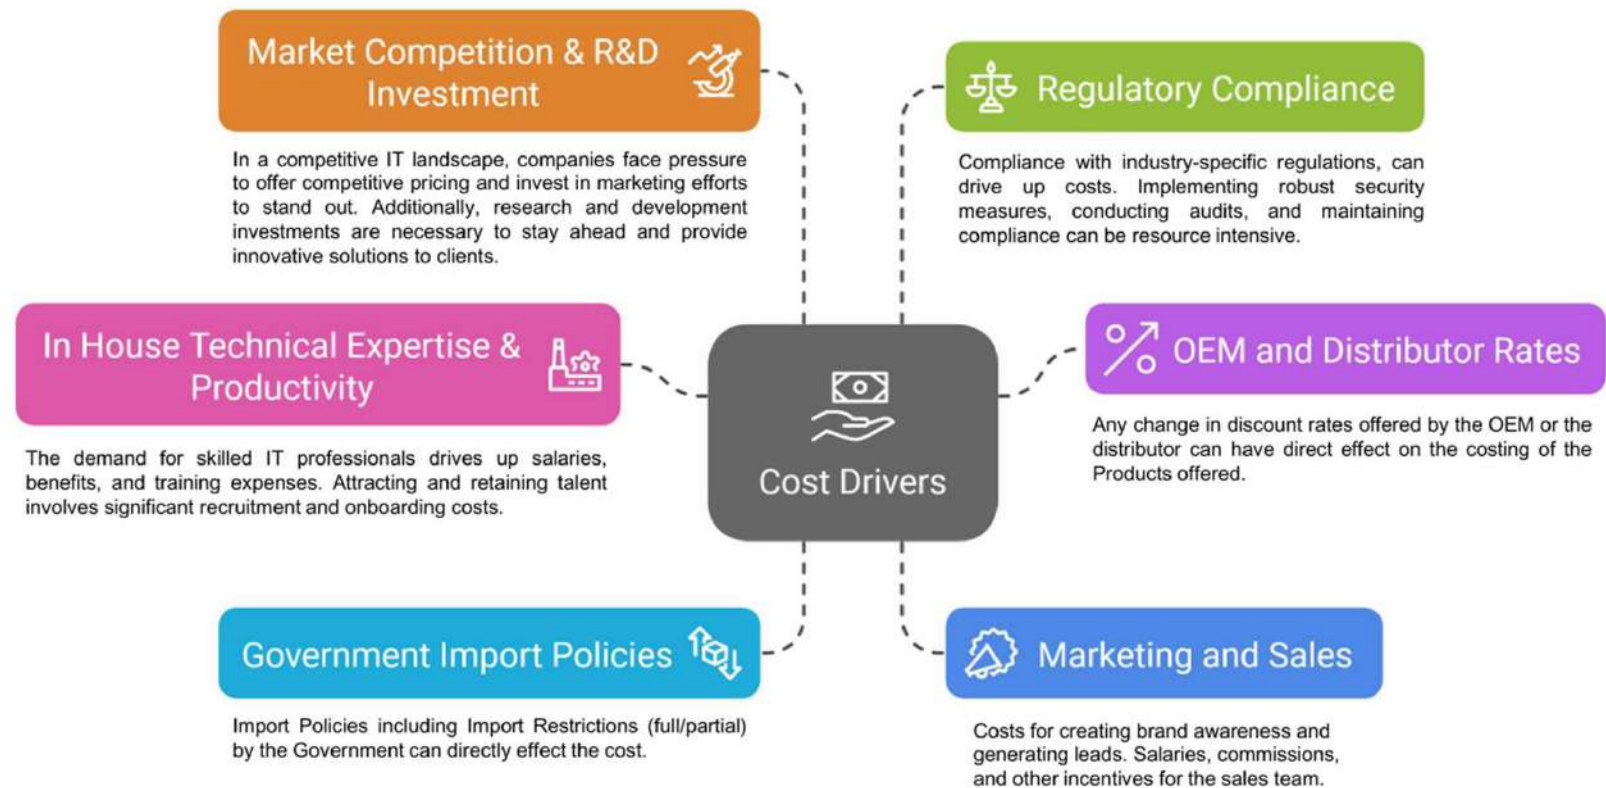 Market Competition & R&D
Investment
In a competitive IT landscape, companies face pressure
to offer competitive pricing and invest in marketing efforts
to stand out. Additionally, research and development
investments are necessary to stay ahead and provide
innovative solutions to clients.
Regulatory Compliance
Compliance with industry-specific regulations, can
drive up costs. Implementing robust security
measures, conducting audits, and maintaining
compliance can be resource intensive.
In House Technical Expertise &
Productivity
The demand for skilled IT professionals drives up salaries,
benefits, and training expenses. Attracting and retaining talent
involves significant recruitment and onboarding costs.
Cost Drivers
OEM and Distributor Rates
Any change in discount rates offered by the OEM or the
distributor can have direct effect on the costing of the
Products offered.
Government Import Policies
Import Policies including Import Restrictions (full/partial)
by the Government can directly effect the cost.
Marketing and Sales
Costs for creating brand awareness and
generating leads. Salaries, commissions,
and other incentives for the sales team.